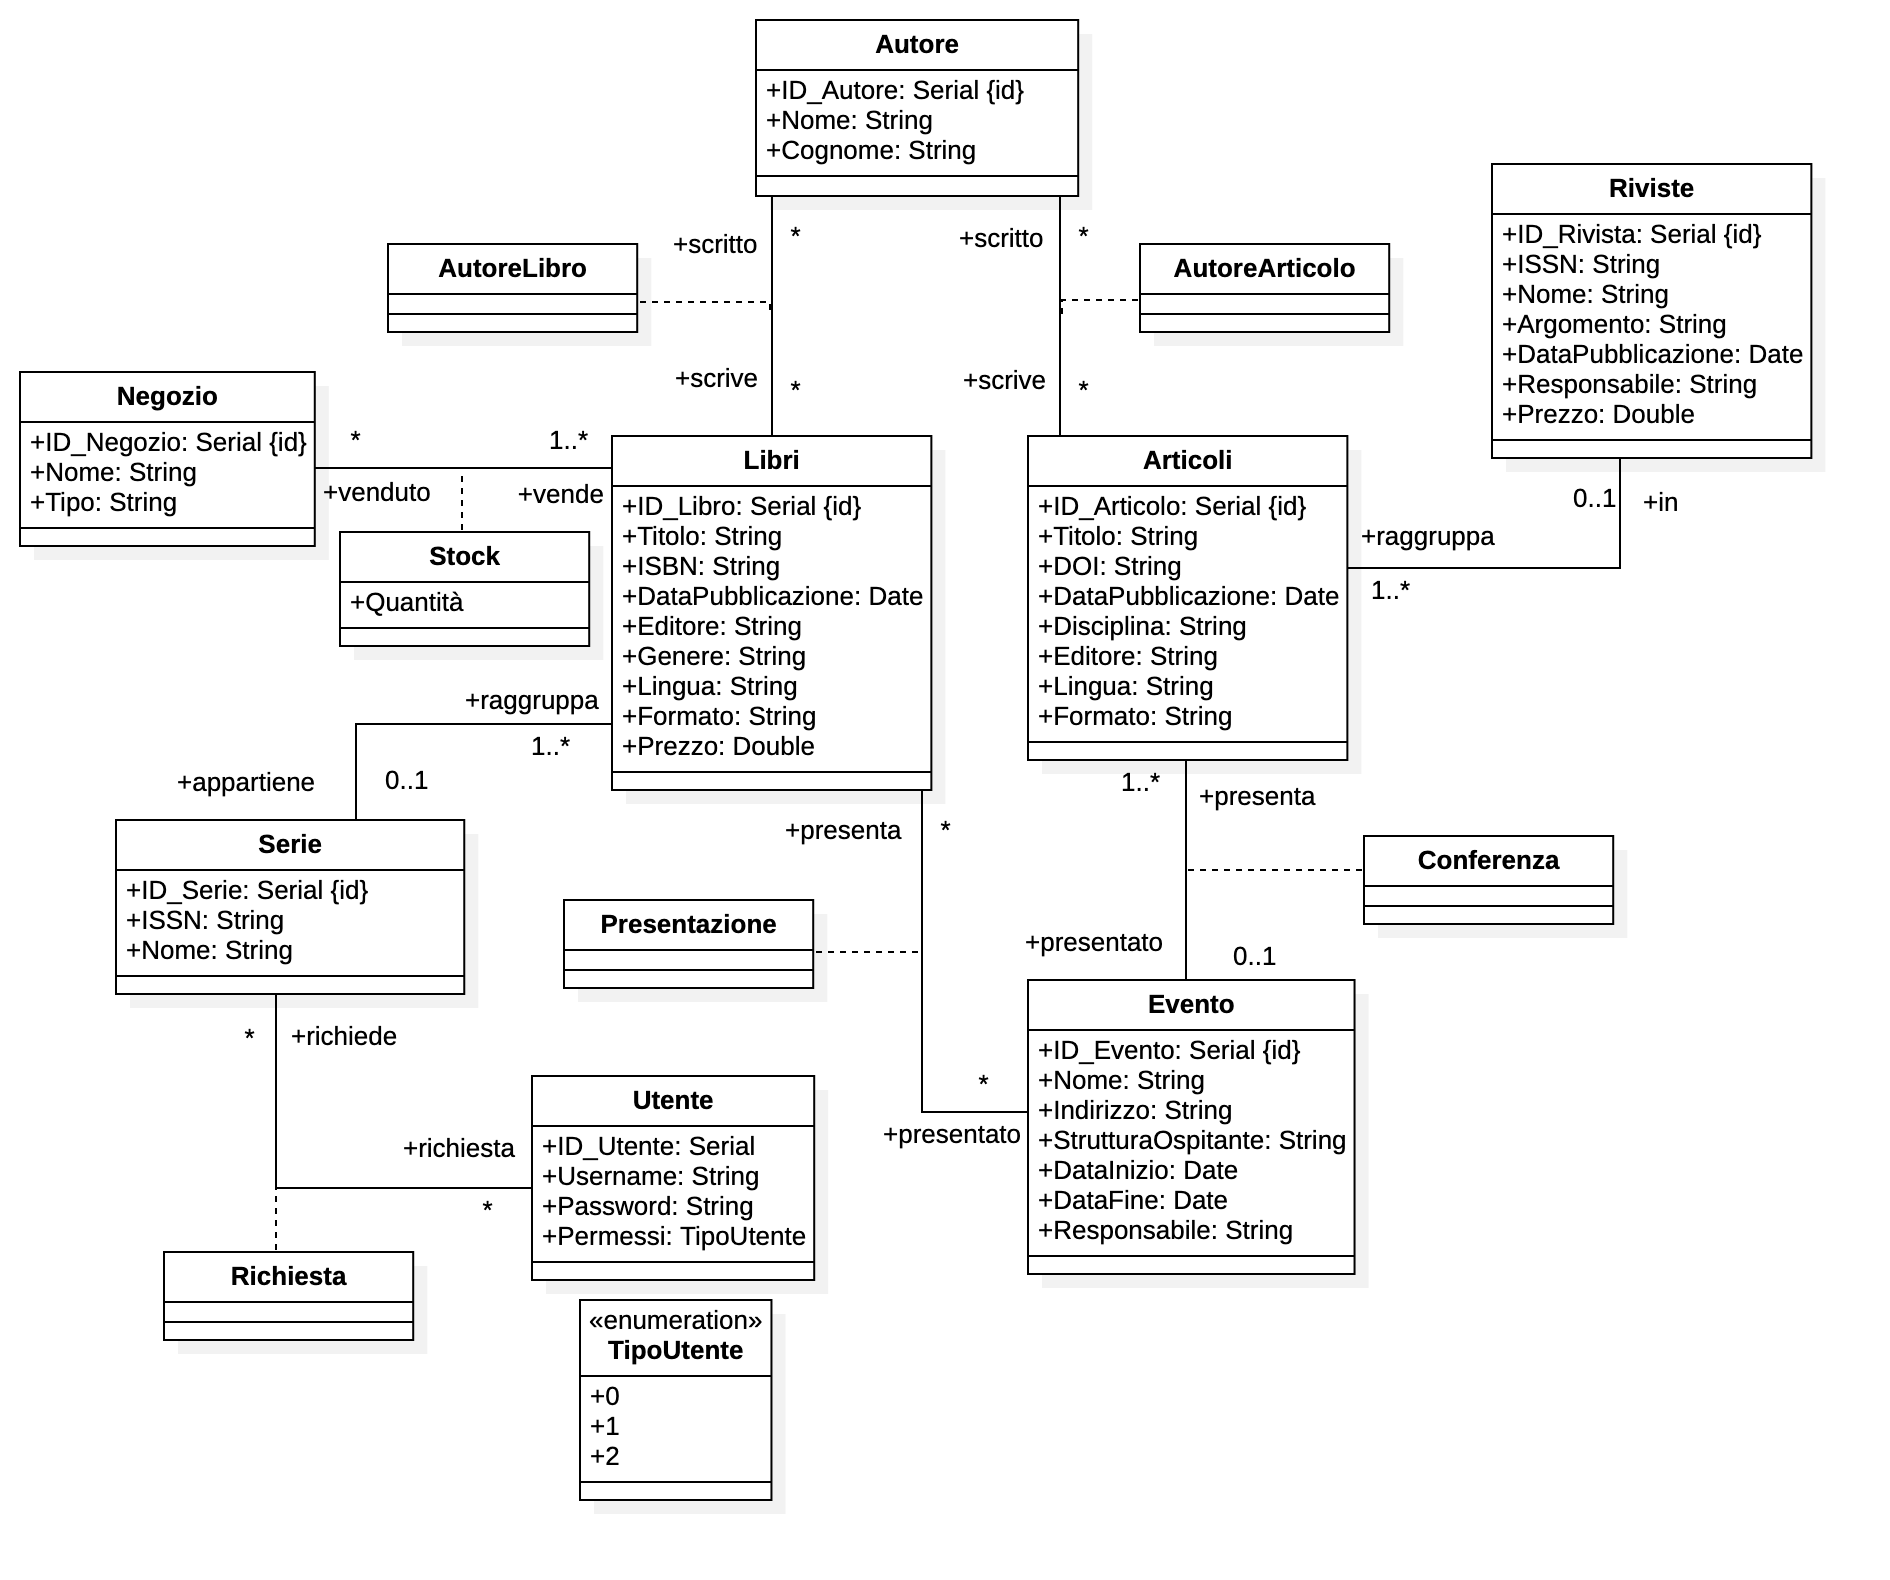 Autore
+ID_Autore: Serial {id}
+Nome: String
+Cognome: String
Riviste
+ID_Rivista: Serial {id}
+ISSN: String
+Nome: String
+Argomento: String
+DataPubblicazione: Date
+Responsabile: String
+Prezzo: Double
+scritto
*
+scritto
*
AutoreLibro
AutoreArticolo
+scrive
*
+scrive
*
Negozio
+ID_Negozio: Serial {id}
+Nome: String
+Tipo: String
*
1..*
+venduto
+vende
Stock
+Quantità
Libri
+ID_Libro: Serial {id}
+Titolo: String
+ISBN: String
+DataPubblicazione: Date
+Editore: String
+Genere: String
+Lingua: String
+Formato: String
+Prezzo: Double
Articoli
+ID_Articolo: Serial {id}
+Titolo: String
+DOI: String
+DataPubblicazione: Date
+Disciplina: String
+Editore: String
+Lingua: String
+Formato: String
0..1
+in
+raggruppa
1..*
+raggruppa
1..*
+appartiene
0..1
Serie
+ID_Serie: Serial {id}
+ISSN: String
+Nome: String
+presenta
*
1..*
+presenta
Conferenza
Presentazione
+presentato
0..1
Evento
+ID_Evento: Serial {id}
+Nome: String
+Indirizzo: String
+StrutturaOspitante: String
+DataInizio: Date
+DataFine: Date
+Responsabile: String
*
+presentato
*
+richiede
+richiesta
*
Utente
+ID_Utente: Serial
+Username: String
+Password: String
+Permessi: TipoUtente
Richiesta
«enumeration»
TipoUtente
+0
+1
+2